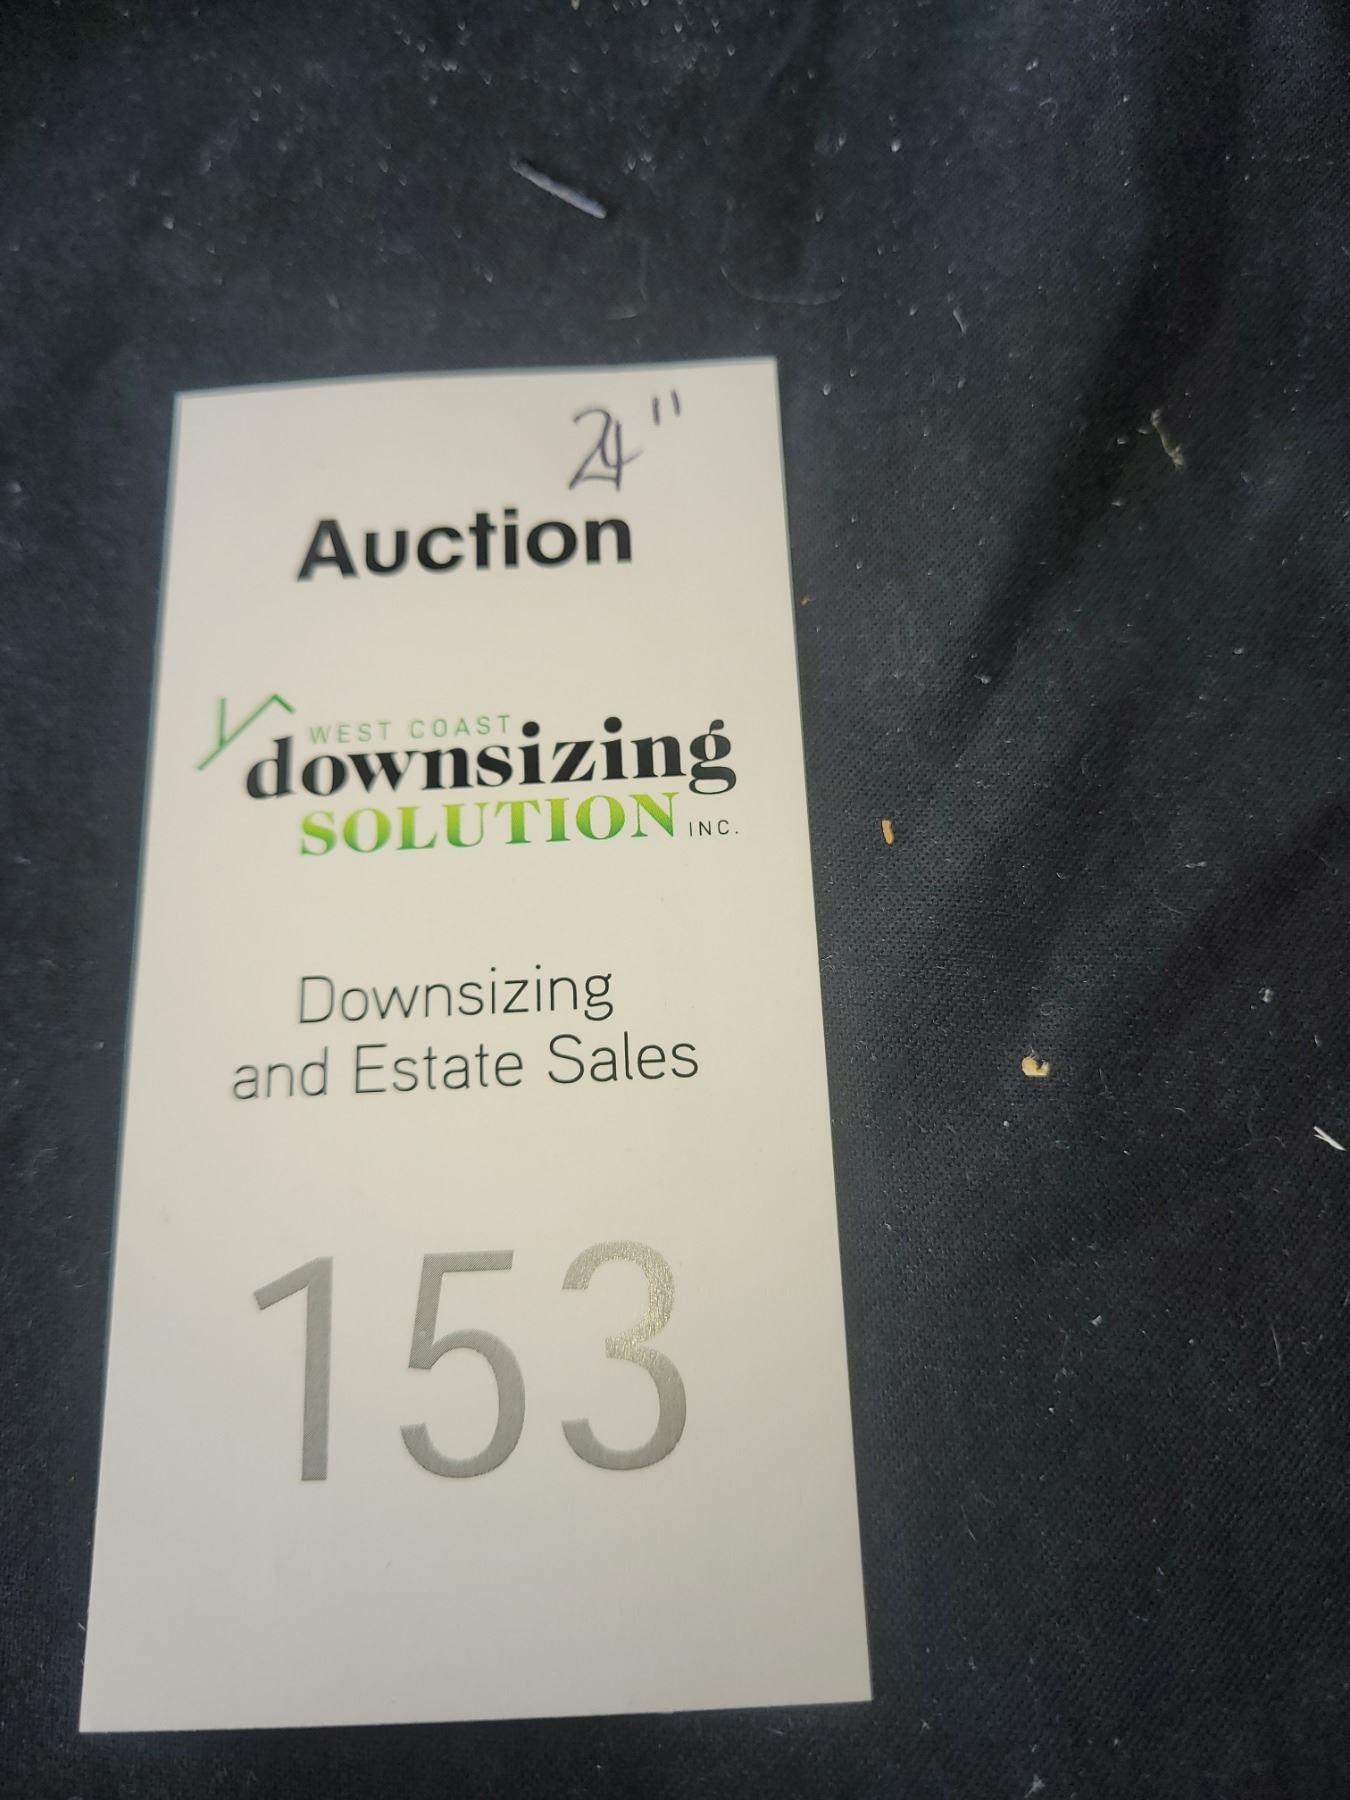 24"
Auction
WEST COAST
downsizing
SOLUTION INC.
Downsizing
and Estate Sales
153